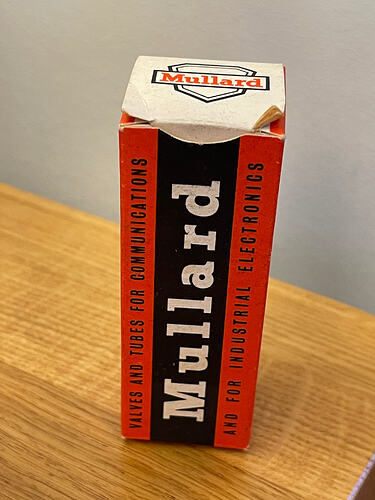 Mullard
VALVES AND TUBES FOR COMMUNICATIONS
Mullard
AND FOR INDUSTRIAL ELECTRONICS